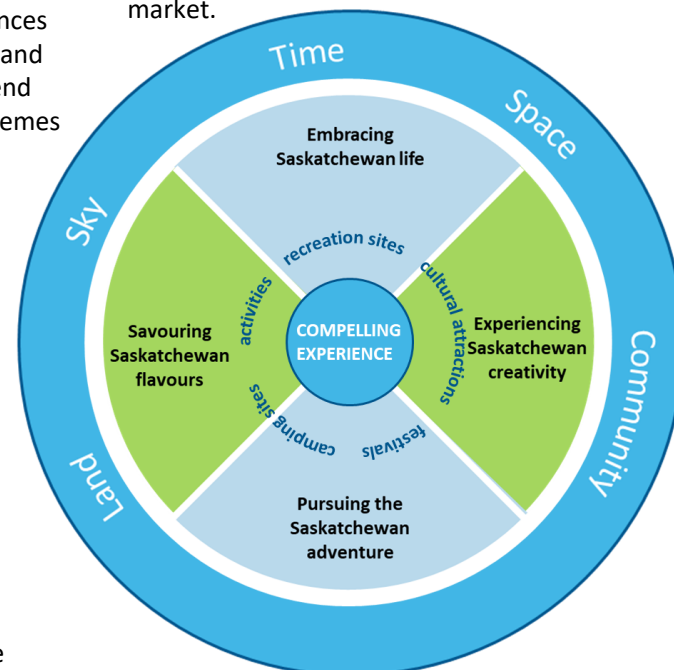 market.
nces
and
end
emes
Time
Space
Sky
Community
Land
Embracing
Saskatchewan life
recreation sites
cultural attractions
activities
COMPELLING
EXPERIENCE
Savouring
Saskatchewan
flavours
Experiencing
Saskatchewan
creativity
camping sites
festivals
Pursuing the
Saskatchewan
adventure
e